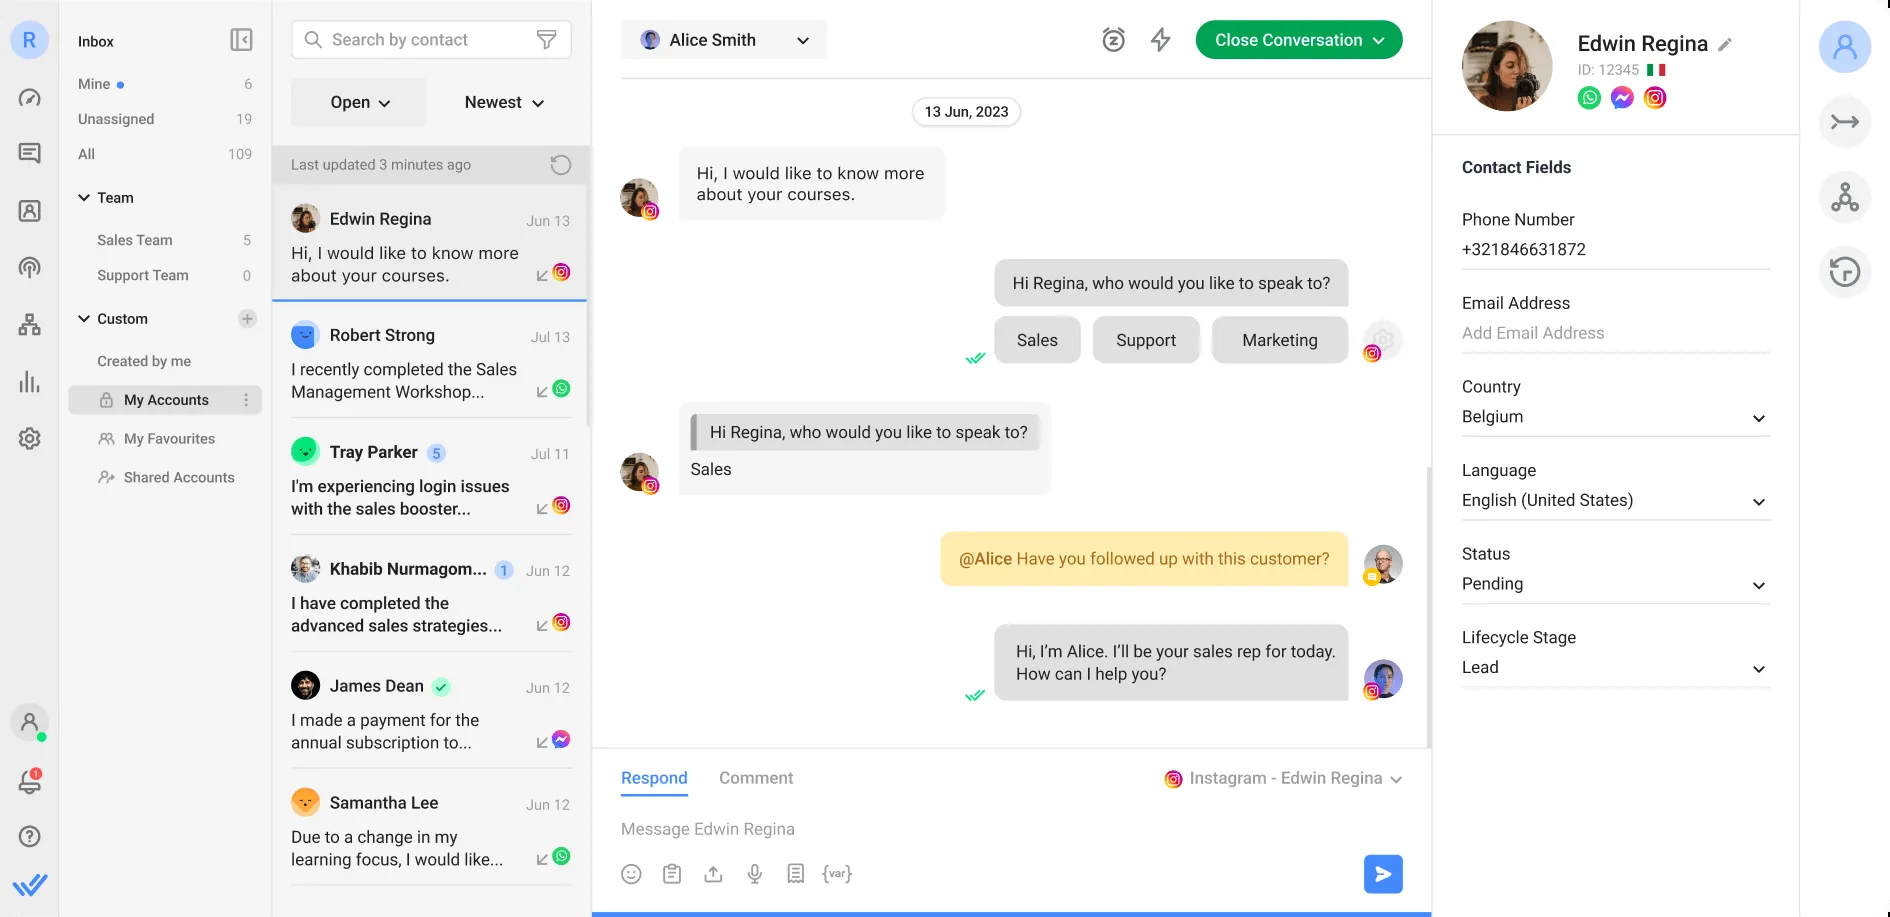 R
Inbox
Mine 6
Unassigned 19
All 109
Team
Sales Team 5
Support Team 0
Custom
Created by me
My Accounts
My Favourites
Shared Accounts
1
Search by contact
Open
Newest
Last updated 3 minutes ago
Edwin Regina Jun 13
Hi, I would like to know more
about your courses.
Robert Strong Jul 13
I recently completed the Sales
Management Workshop...
Tray Parker 5 Jul 11
I'm experiencing login issues
with the sales booster...
Khabib Nurmagom... 1 Jun 12
I have completed the
advanced sales strategies...
James Dean Jun 12
I made a payment for the
annual subscription to...
Samantha Lee Jun 12
Due to a change in my
learning focus, I would like...
Alice Smith
Close Conversation
13 Jun, 2023
Hi, I would like to know more
about your courses.
Hi Regina, who would you like to speak to?
Sales Support Marketing
Hi Regina, who would you like to speak to?
Sales
@Alice Have you followed up with this customer?
Hi, I’m Alice. I’ll be your sales rep for today.
How can I help you?
Respond Comment
Instagram - Edwin Regina
Message Edwin Regina
{var}
Edwin Regina
ID: 12345
Contact Fields
Phone Number
+321846631872
Email Address
Add Email Address
Country
Belgium
Language
English (United States)
Status
Pending
Lifecycle Stage
Lead